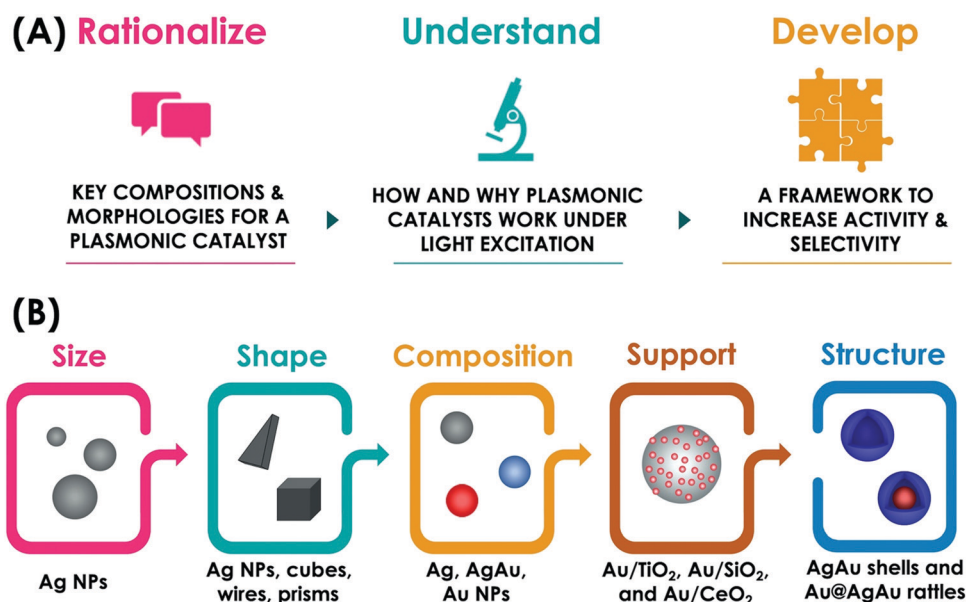 (A) Rationalize Understand Develop
KEY COMPOSITIONS &
MORPHOLOGIES FOR A
PLASMONIC CATALYST
HOW AND WHY PLASMONIC
CATALYSTS WORK UNDER
LIGHT EXCITATION
A FRAMEWORK TO
INCREASE ACTIVITY &
SELECTIVITY
(B)
Size Shape Composition Support Structure
Ag NPs
Ag NPs, cubes,
wires, prisms
Ag, AgAu,
Au NPs
Au/TiO₂, Au/SiO₂,
and Au/CeO₂
AgAu shells and
Au@AgAu rattles